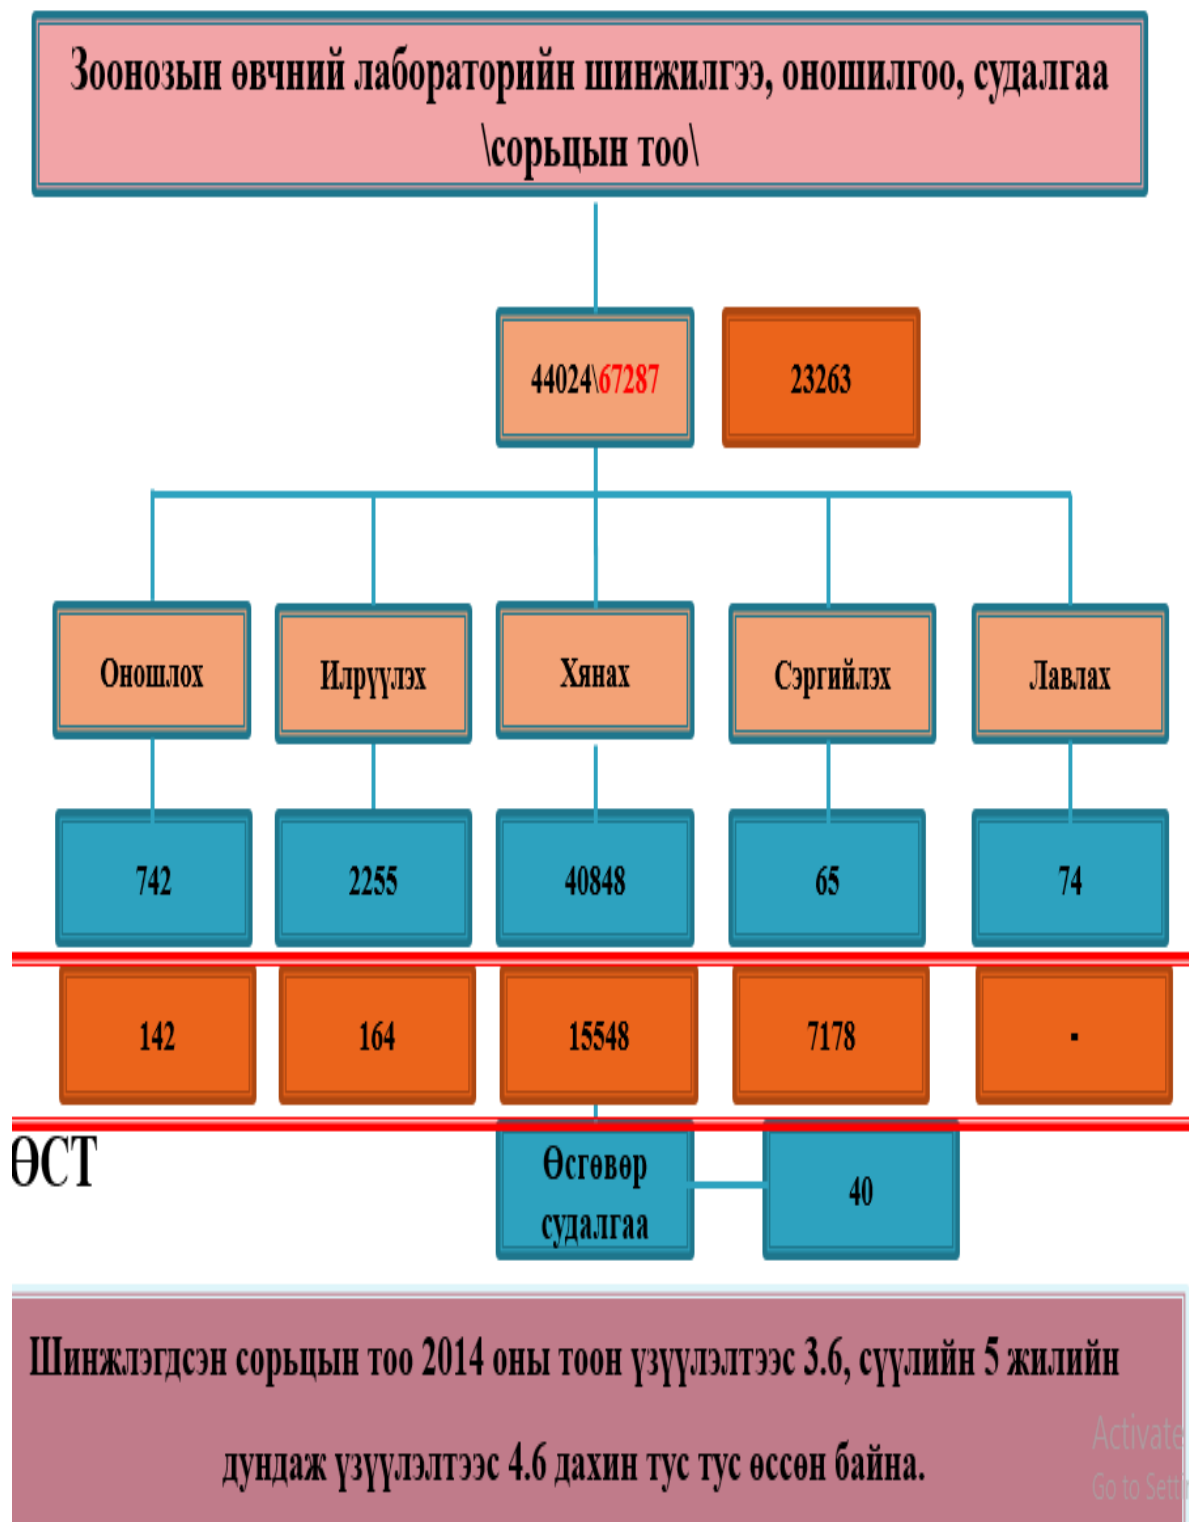 Зоонозын өвчний лабораторийн шинжилгээ, оношилгоо, судалгаа
\сорьцын тоо\
44024\67287
23263
Оношлох
Илрүүлэх
Хянах
Сэргийлэх
Лавлах
742
2255
40848
65
74
142
164
15548
7178
-
ӨСТ
Өсгөвөр
судалгаа
40
Шинжлэгдсэн сорьцын тоо 2014 оны тоон үзүүлэлтээс 3.6, сүүлийн 5 жилийн
дундаж үзүүлэлтээс 4.6 дахин тус тус өссөн байна.
Activate
Go to Setti